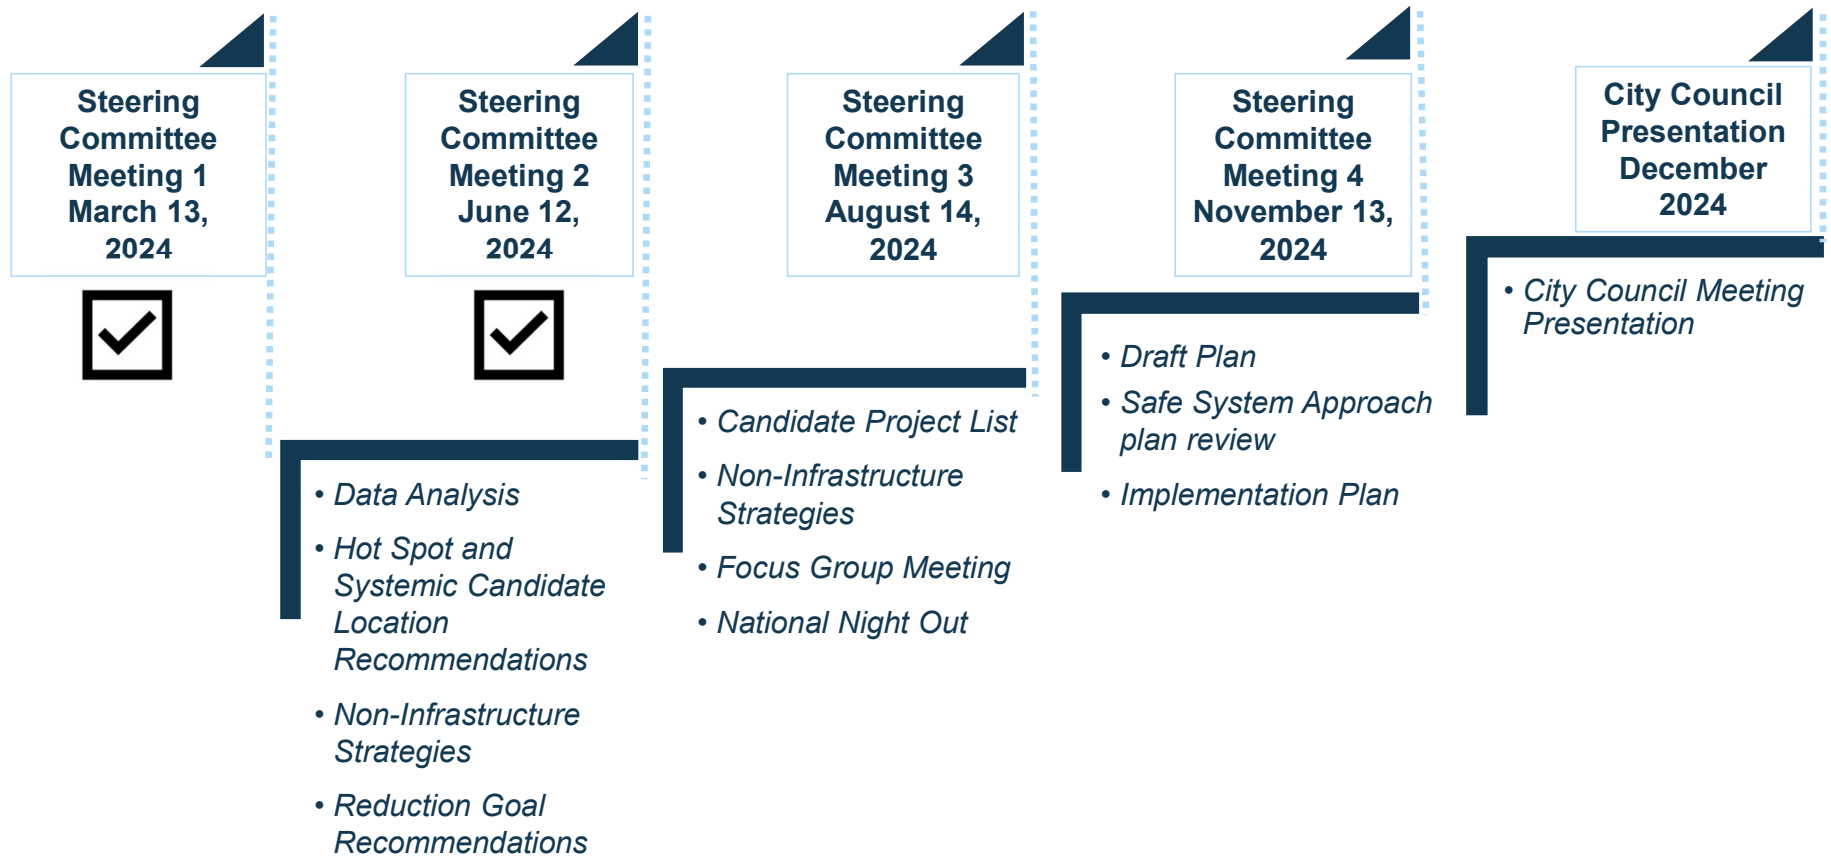 Steering
Committee
Meeting 1
March 13,
2024
Steering
Committee
Meeting 2
June 12,
2024
• Data Analysis
• Hot Spot and
Systemic Candidate
Location
Recommendations
• Non-Infrastructure
Strategies
• Reduction Goal
Recommendations
Steering
Committee
Meeting 3
August 14,
2024
• Candidate Project List
• Non-Infrastructure
Strategies
• Focus Group Meeting
• National Night Out
Steering
Committee
Meeting 4
November 13,
2024
• Draft Plan
• Safe System Approach
plan review
• Implementation Plan
City Council
Presentation
December
2024
• City Council Meeting
Presentation